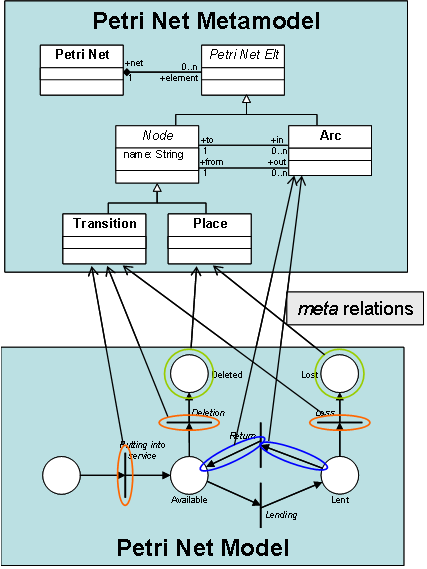 Petri Net Metamodel
Petri Net
+net
1
0..n
+element
Petri Net Elt
Node
name: String
+to
1
+in
0..n
+from
1
+out
0..n
Arc
Transition
Place
meta relations
Deleted
Lost
Deletion
Loss
Putting into
service
Return
Available
Lending
Lent
Petri Net Model